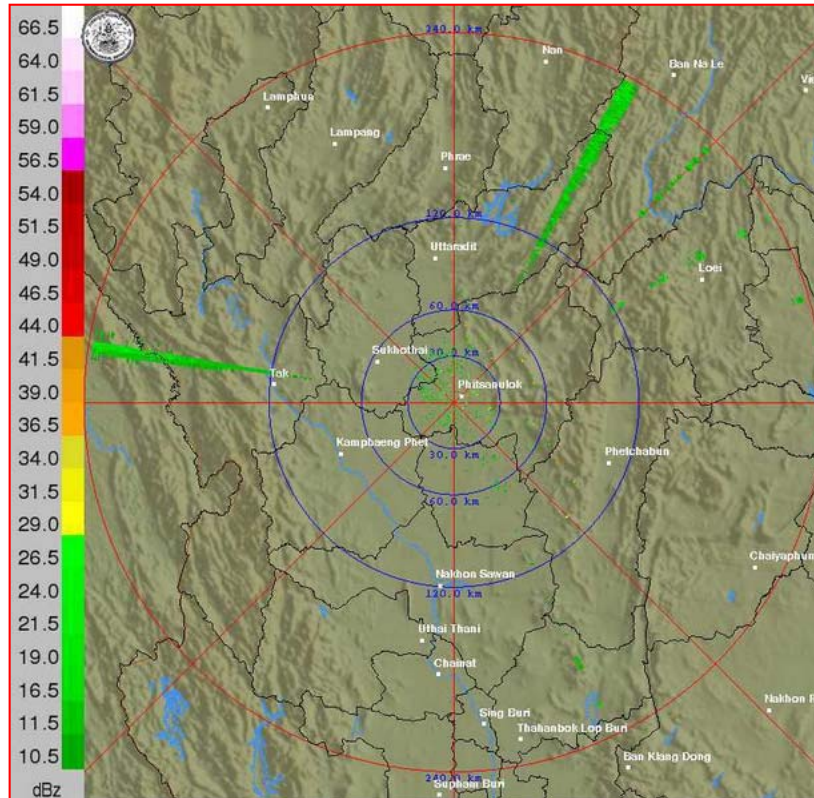 66.5
64.0
61.5
59.0
56.5
54.0
51.5
49.0
46.5
44.0
41.5
39.0
36.5
34.0
31.5
29.0
26.5
24.0
21.5
19.0
16.5
11.5
10.5
dBz
240.0 km
Nan
Ban Na Le
Lamphun
Lampang
Phrae
120.0 km
Uttaradit
Loei
60.0 km
Sukhothai
Tak
Phitsanulok
Kamphaeng Phet
30.0 km
Phetchabun
60.0 km
Chaiyaphum
Nakhon Sawan
120.0 km
Uthai Thani
Chainat
Sing Buri
Nakhon
Thahanbok Lop Buri
Ban Klang Dong
240.0 km
Suphan Buri